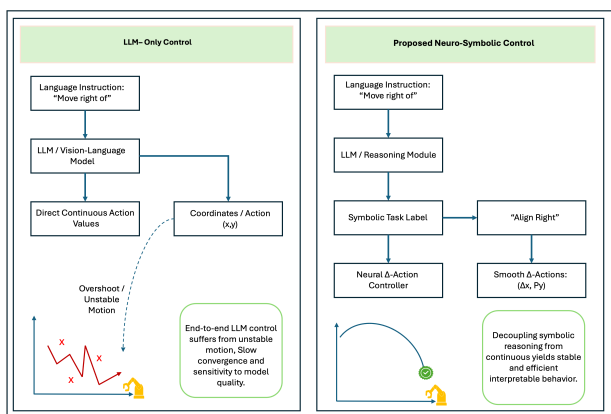 LLM– Only Control
Language Instruction:
“Move right of”
LLM / Vision-Language
Model
Direct Continuous Action
Values
Coordinates / Action
(x,y)
Overshoot /
Unstable
Motion
X
X
X
End-to-end LLM control
suffers from unstable
motion, Slow
convergence and
sensitivity to model
quality.
Proposed Neuro-Symbolic Control
Language Instruction:
“Move right of”
LLM / Reasoning Module
Symbolic Task Label
“Align Right”
Neural Δ-Action
Controller
Smooth Δ-Actions:
(Δx, Py)
Decoupling symbolic
reasoning from
continuous yields stable
and efficient
interpretable behavior.